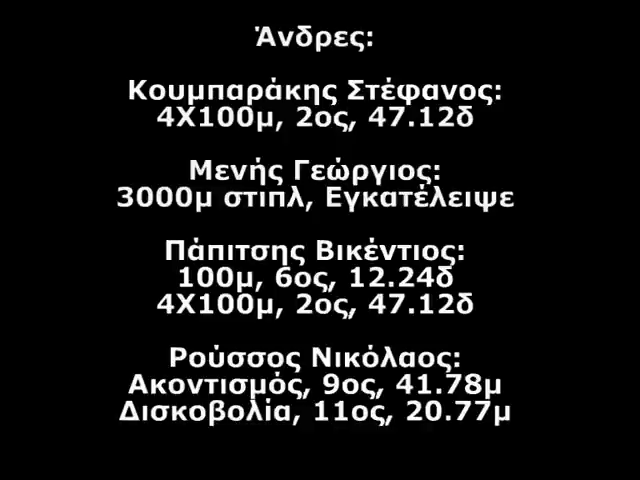 Άνδρες:
Κουμπαράκης Στέφανος:
4Χ100μ, 2ος, 47.12δ
Μενής Γεώργιος:
3000μ στιπλ, Εγκατέλειψε
Πάπιτσης Βικέντιος:
100μ, 6ος, 12.24δ
4Χ100μ, 2ος, 47.12δ
Ρούσσος Νικόλαος:
Ακοντισμός, 9ος, 41.78μ
Δισκοβολία, 11ος, 20.77μ